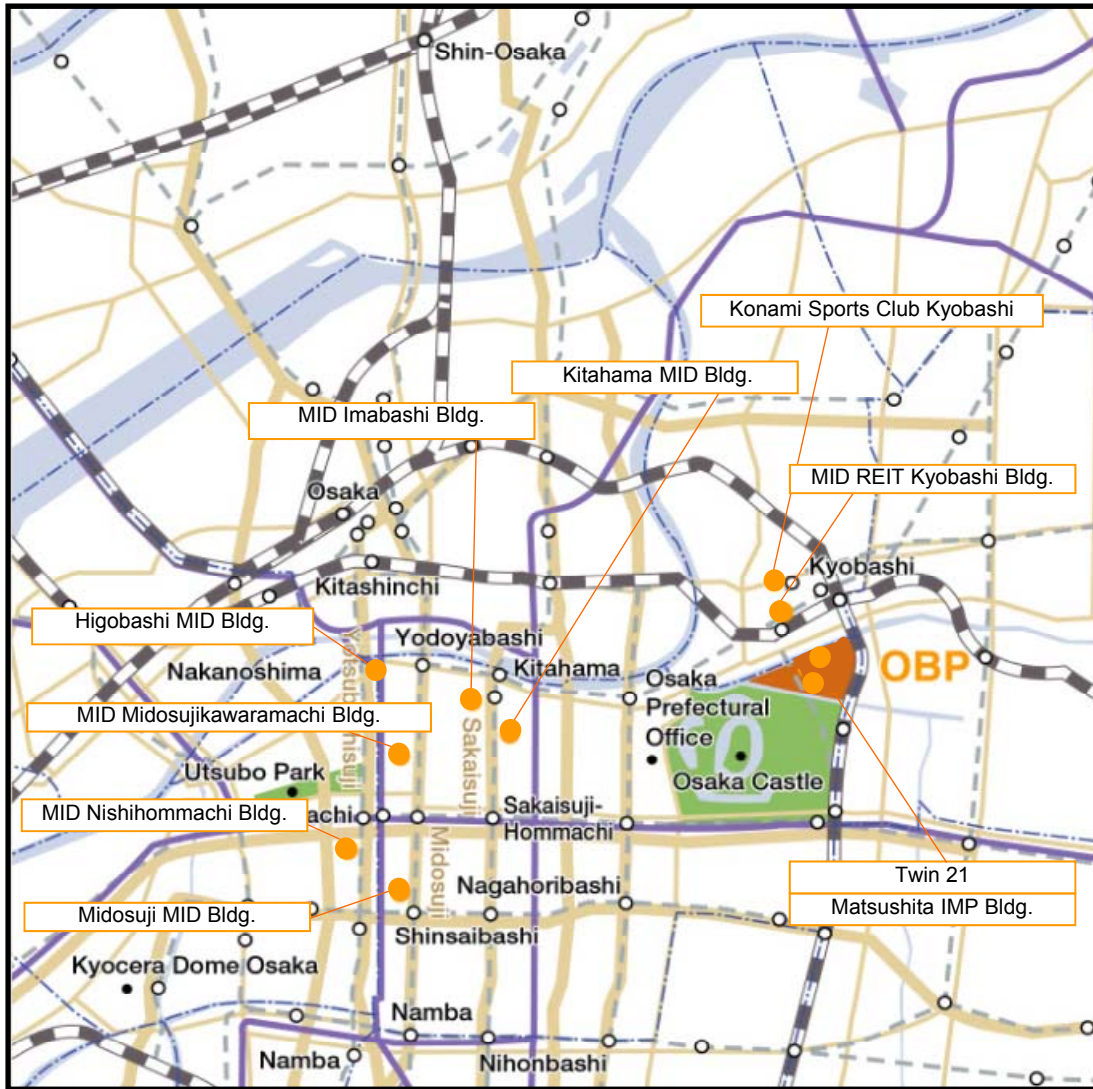 Shin-Osaka
Konami Sports Club Kyobashi
Kitahama MID Bldg.
MID Imabashi Bldg.
MID REIT Kyobashi Bldg.
Osaka
Kyobashi
Kitashinchi
Higobashi MID Bldg.
Yodoyabashi
Nakanoshima
Kitahama
OBP
Osaka
Prefectural
Office
MID Midosujikawaramachi Bldg.
Sakaisuji
Utsubo Park
Osaka Castle
MID Nishihommachi Bldg.
achi
Sakaisuji-
Hommachi
Midosuji
Twin 21
Nagahoribashi
Matsushita IMP Bldg.
Midosuji MID Bldg.
Shinsaibashi
Kyocera Dome Osaka
Namba
Namba
Nihonbashi